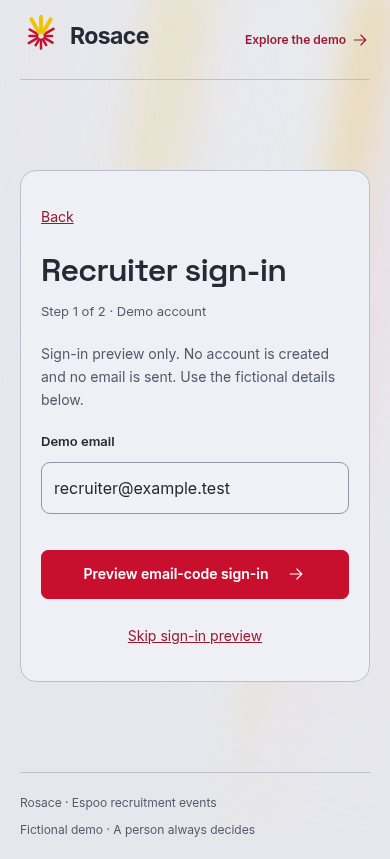 Rosace
Explore the demo →
Back
Recruiter sign-in
Step 1 of 2 · Demo account
Sign-in preview only. No account is created
and no email is sent. Use the fictional details
below.
Demo email
recruiter@example.test
Preview email-code sign-in →
Skip sign-in preview
Rosace · Espoo recruitment events
Fictional demo · A person always decides